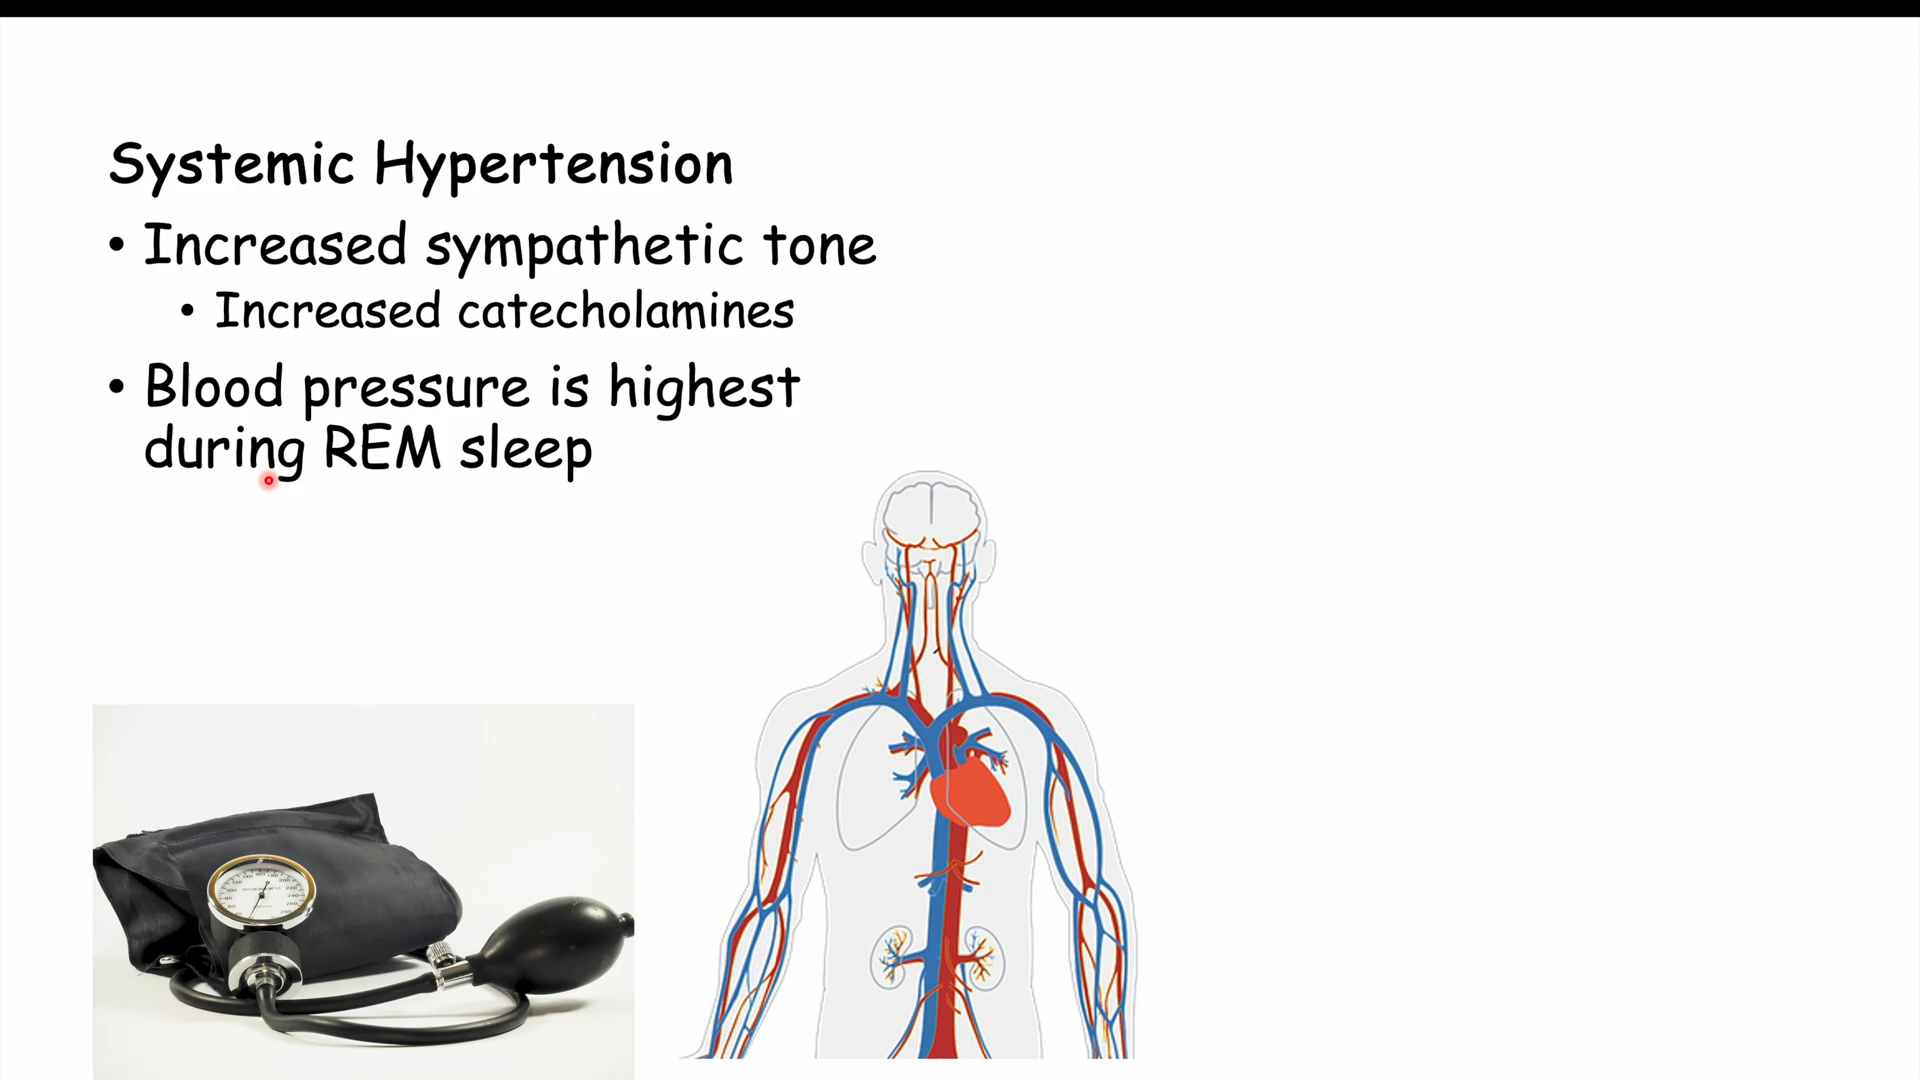 Systemic Hypertension
• Increased sympathetic tone
• Increased catecholamines
• Blood pressure is highest
during REM sleep